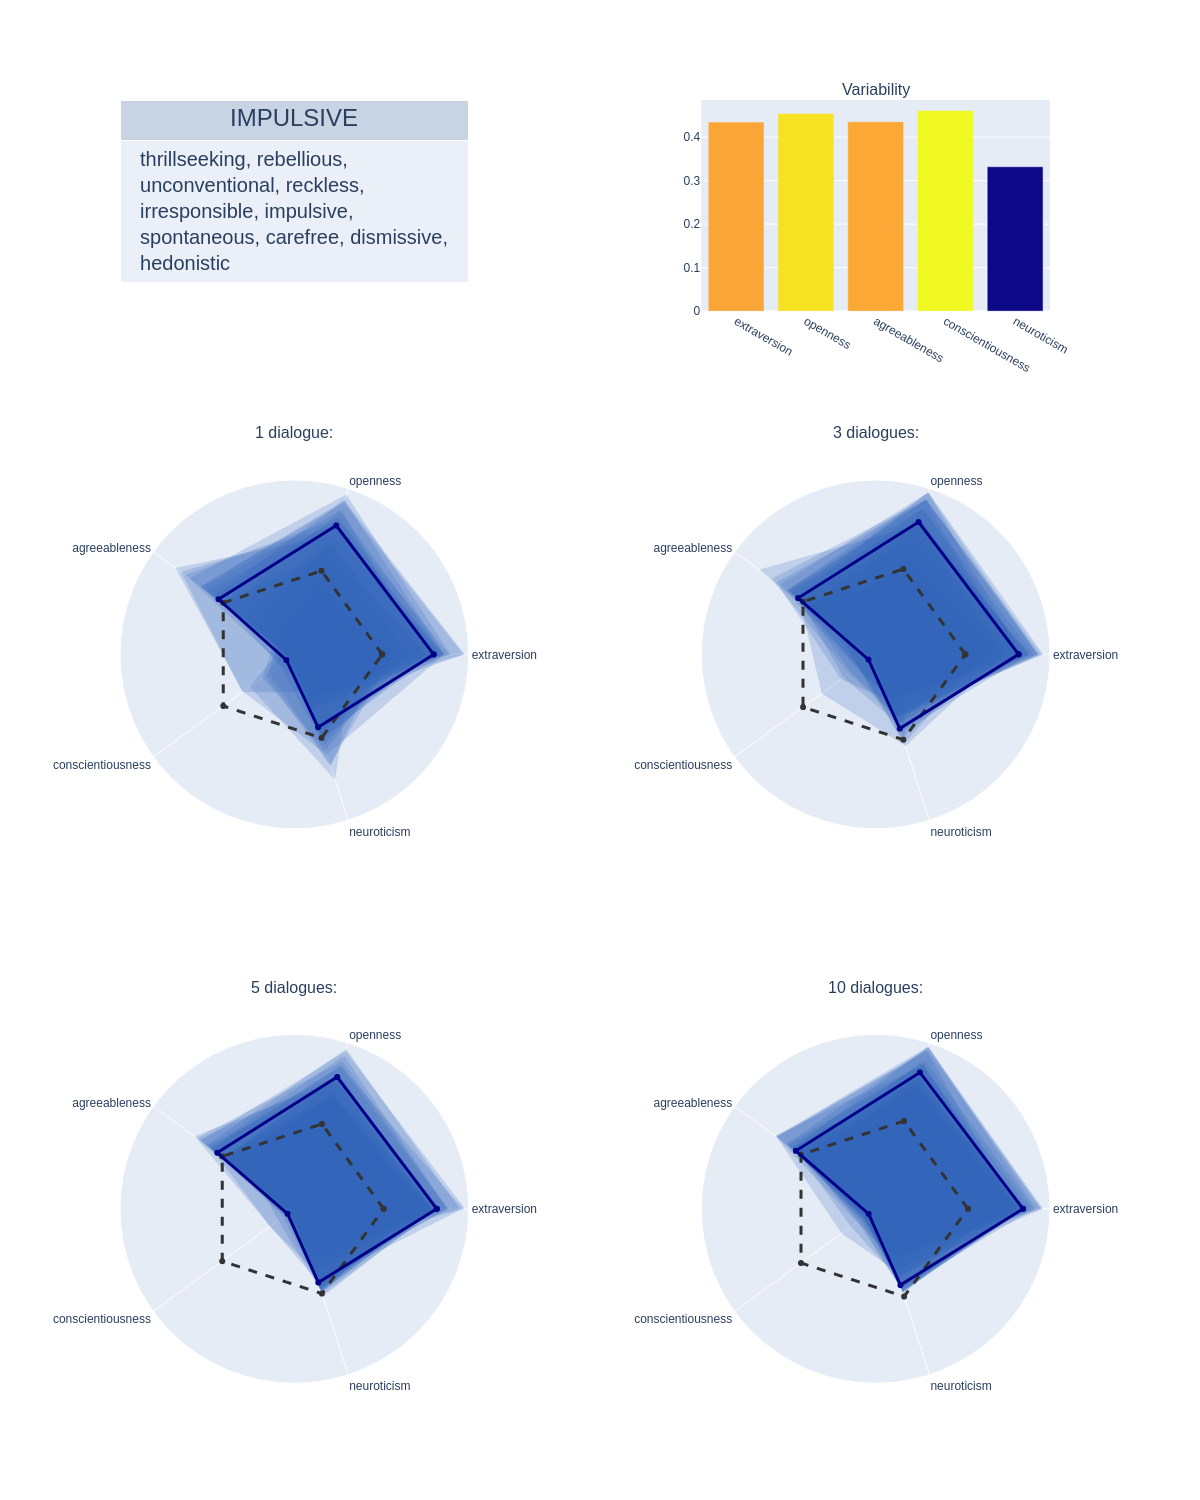 IMPULSIVE
thrillseeking, rebellious,
unconventional, reckless,
irresponsible, impulsive,
spontaneous, carefree, dismissive,
hedonistic
Variability
0.4
0.3
0.2
0.1
0
extraversion
openness
agreeableness
conscientiousness
neuroticism
1 dialogue:
openness
agreeableness
extraversion
conscientiousness
neuroticism
3 dialogues:
openness
agreeableness
extraversion
conscientiousness
neuroticism
5 dialogues:
openness
agreeableness
extraversion
conscientiousness
neuroticism
10 dialogues:
openness
agreeableness
extraversion
conscientiousness
neuroticism